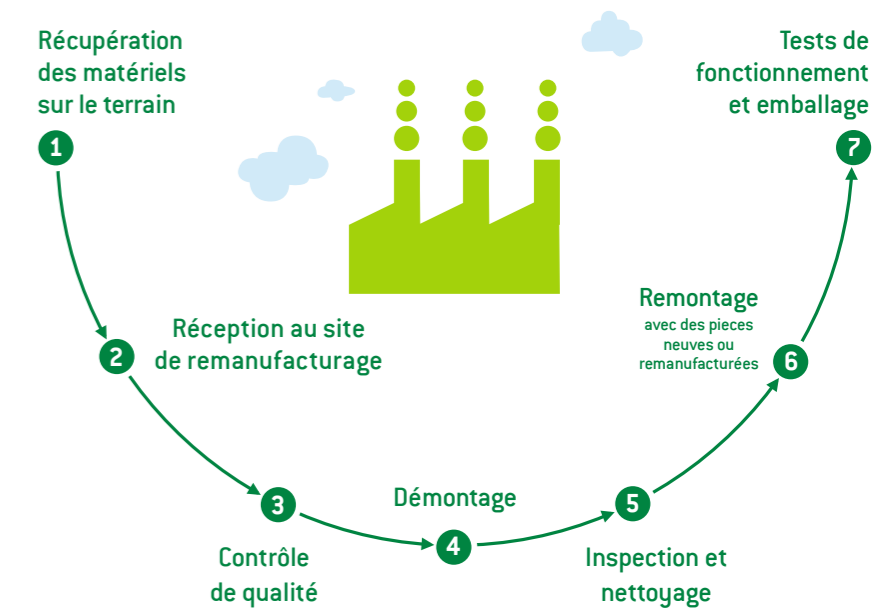 Récupération
des matériels
sur le terrain
1
2
Réception au site
de remanufacturage
3
Contrôle
de qualité
Démontage
4
5
Inspection et
nettoyage
Remontage
avec des pieces
neuves ou
remanufacturées
6
Tests de
fonctionnement
et emballage
7